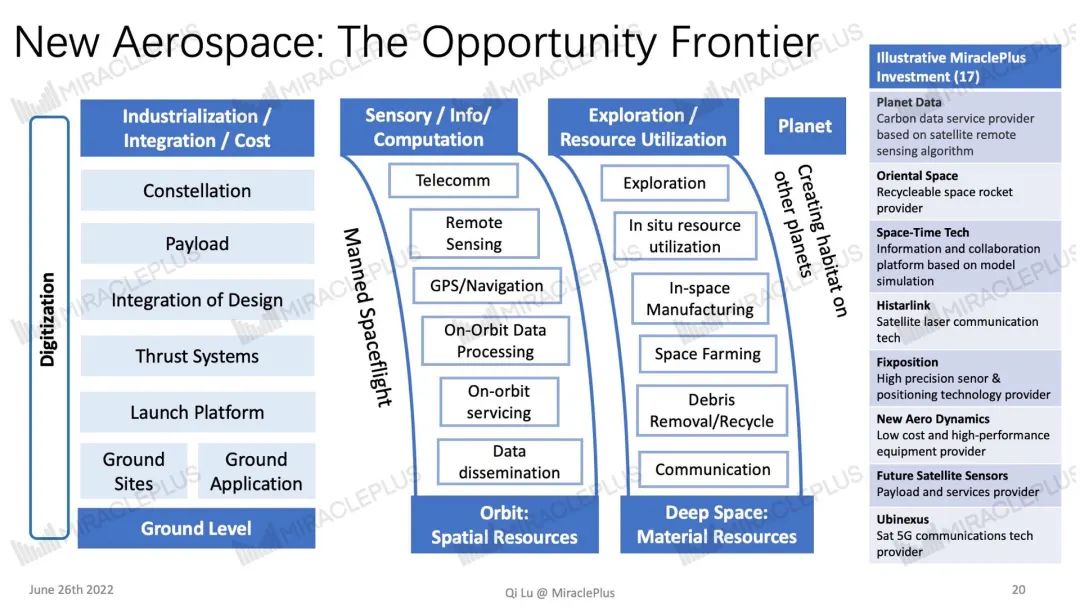 New Aerospace: The Opportunity Frontier
Digitization
Industrialization /
Integration / Cost
Constellation
Payload
Integration of Design
Thrust Systems
Launch Platform
Ground
Sites
Ground
Application
Ground Level
Sensory / Info/
Computation
Manned Spaceflight
Telecomm
Remote
Sensing
GPS/Navigation
On-Orbit Data
Processing
On-orbit
servicing
Data
dissemination
Orbit:
Spatial Resources
Exploration /
Resource Utilization
Exploration
In situ resource
utilization
In-space
Manufacturing
Space Farming
Debris
Removal/Recycle
Communication
Deep Space:
Material Resources
Planet
Creating habitat on
other planets
Illustrative MiraclePlus
Investment (17)
Planet Data
Carbon data service provider
based on satellite remote
sensing algorithm
Oriental Space
Recycleable space rocket
provider
Space-Time Tech
Information and collaboration
platform based on model
simulation
Histarlink
Satellite laser communication
tech
Fixposition
High precision senor &
positioning technology provider
New Aero Dynamics
Low cost and high-performance
equipment provider
Future Satellite Sensors
Payload and services provider
Ubinexus
Sat 5G communications tech
provider
June 26th 2022
Qi Lu @ MiraclePlus
20
MIRACLEPLUS